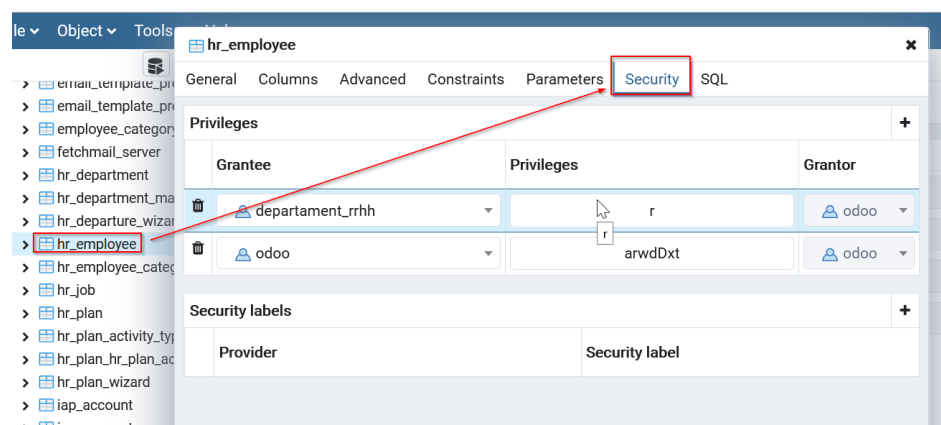 le Object Tools
hr_employee
General Columns Advanced Constraints Parameters Security SQL
email_template_pr
email_template_pr
employee_category
fetchmail_server
hr_department
hr_department_ma
hr_departure_wizar
hr_employee
hr_employee_categ
hr_job
hr_plan
hr_plan_activity_typ
hr_plan_hr_plan_ac
hr_plan_wizard
iap_account
Privileges
Grantee Privileges Grantor
departament_rrhh r odoo
r
odoo arwdDxt odoo
Security labels
Provider Security label